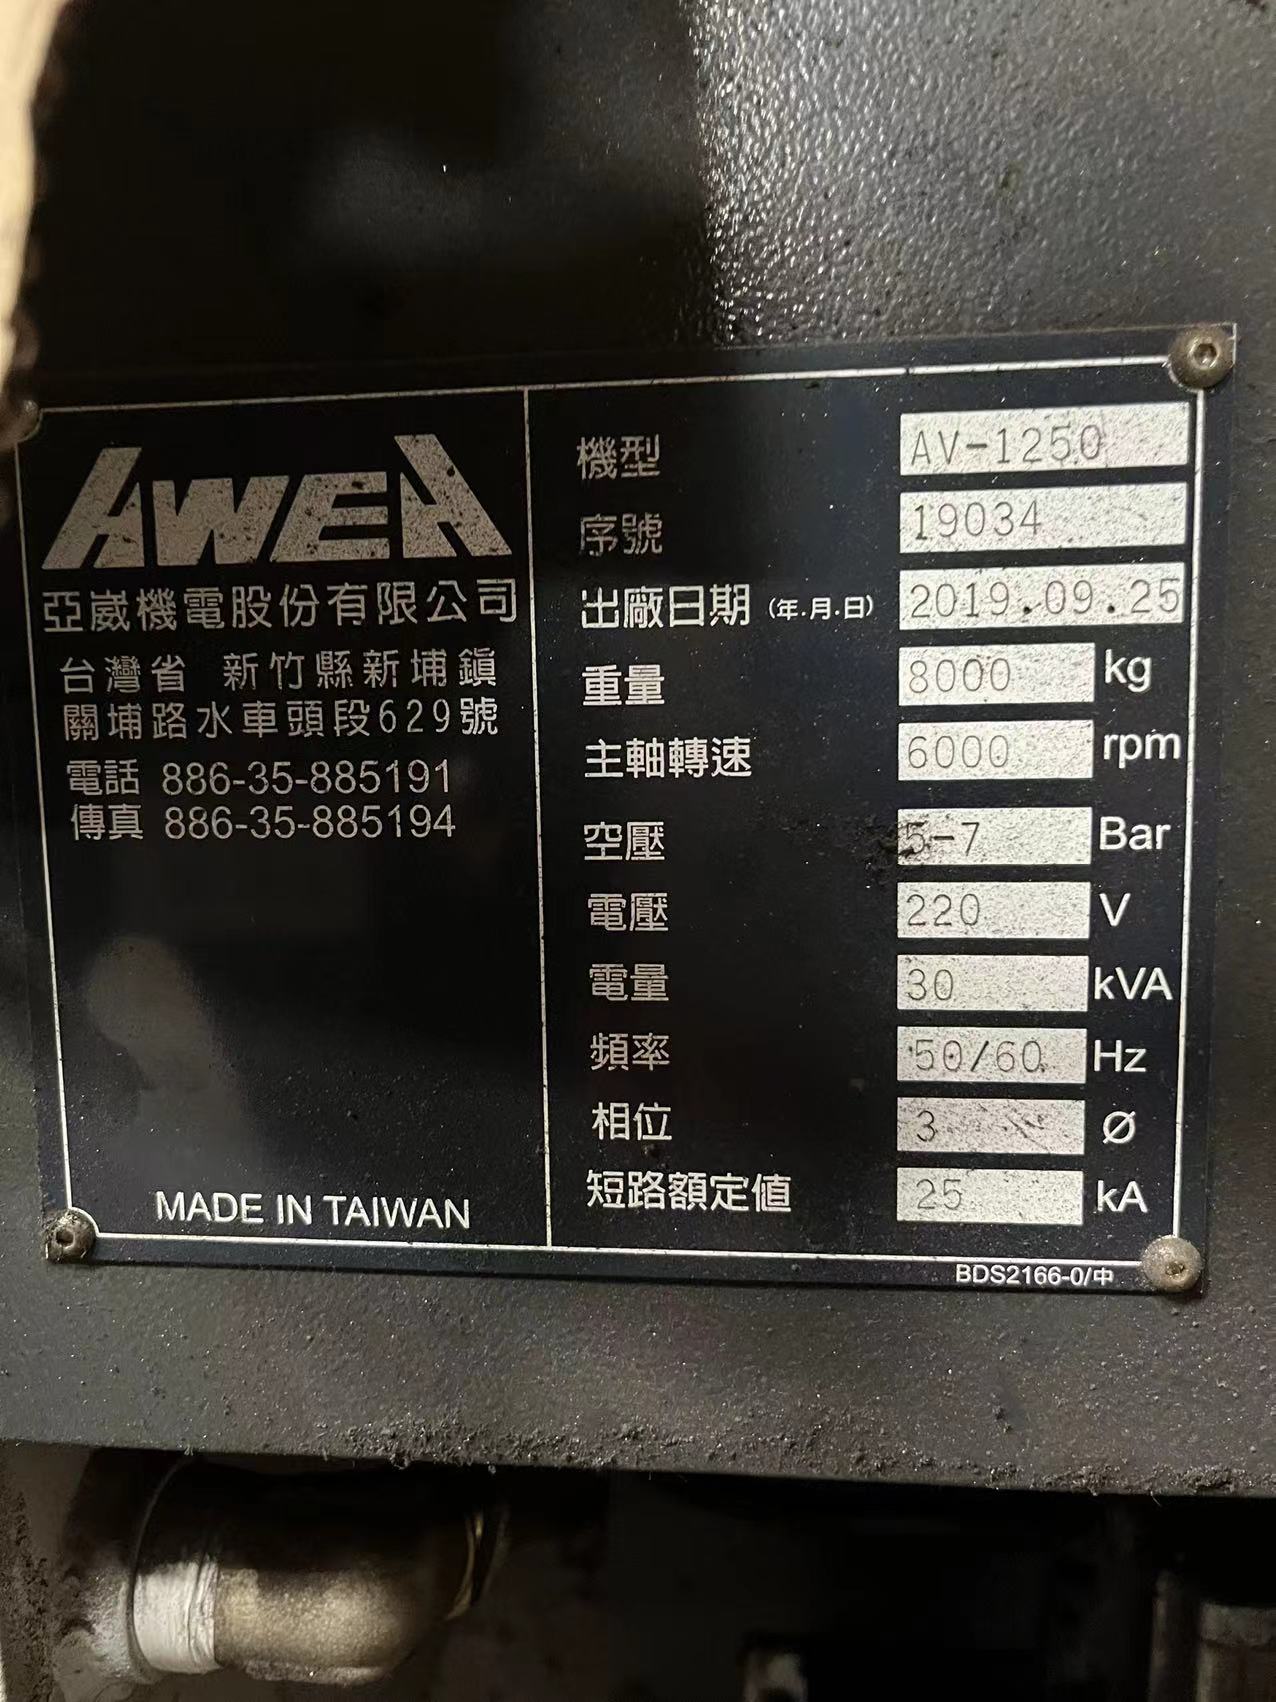 AWEA
亞崴機電股份有限公司
台灣省 新竹縣新埔鎮
關埔路水車頭段629號
電話 886-35-885191
傳真 886-35-885194
MADE IN TAIWAN
機型 AV-1250
序號 19034
出廠日期 (年.月.日) 2019.09.25
重量 8000 kg
主軸轉速 6000 rpm
空壓 5-7 Bar
電壓 220 V
電量 30 kVA
頻率 50/60 Hz
相位 3 Ø
短路額定值 25 kA
BDS2166-0/中